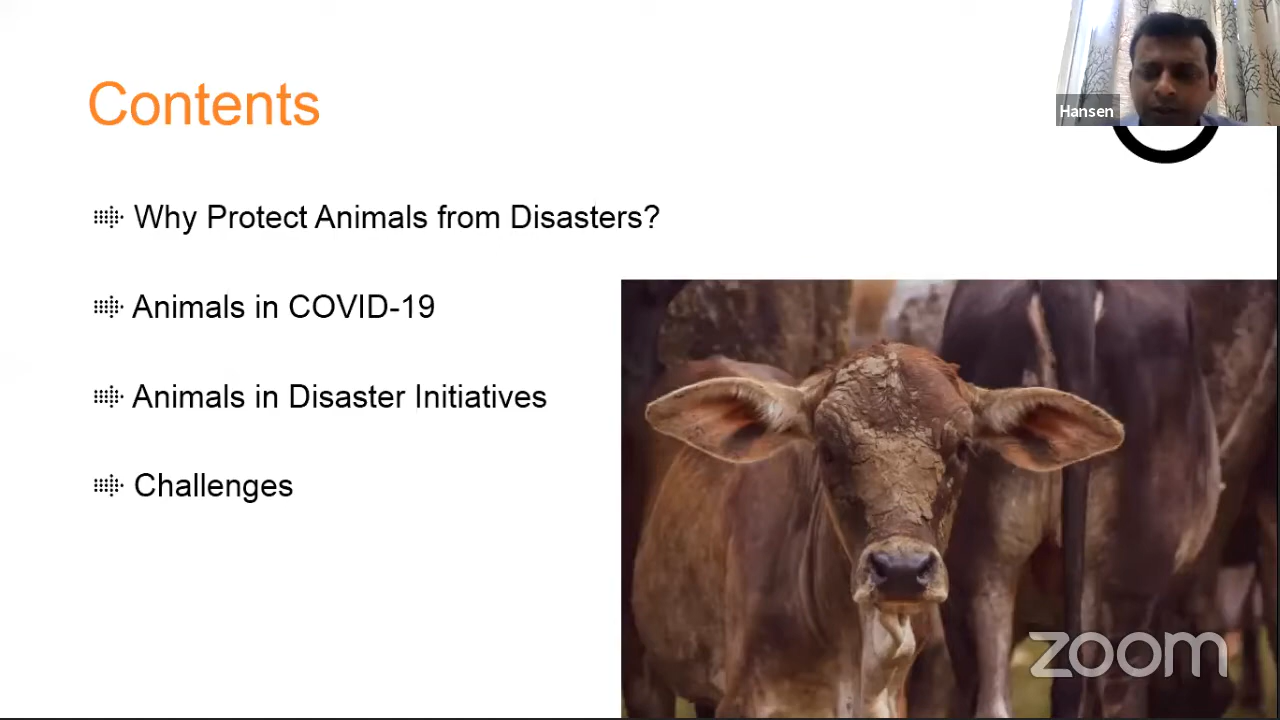 Contents
Hansen
Why Protect Animals from Disasters?
Animals in COVID-19
Animals in Disaster Initiatives
Challenges
zoom